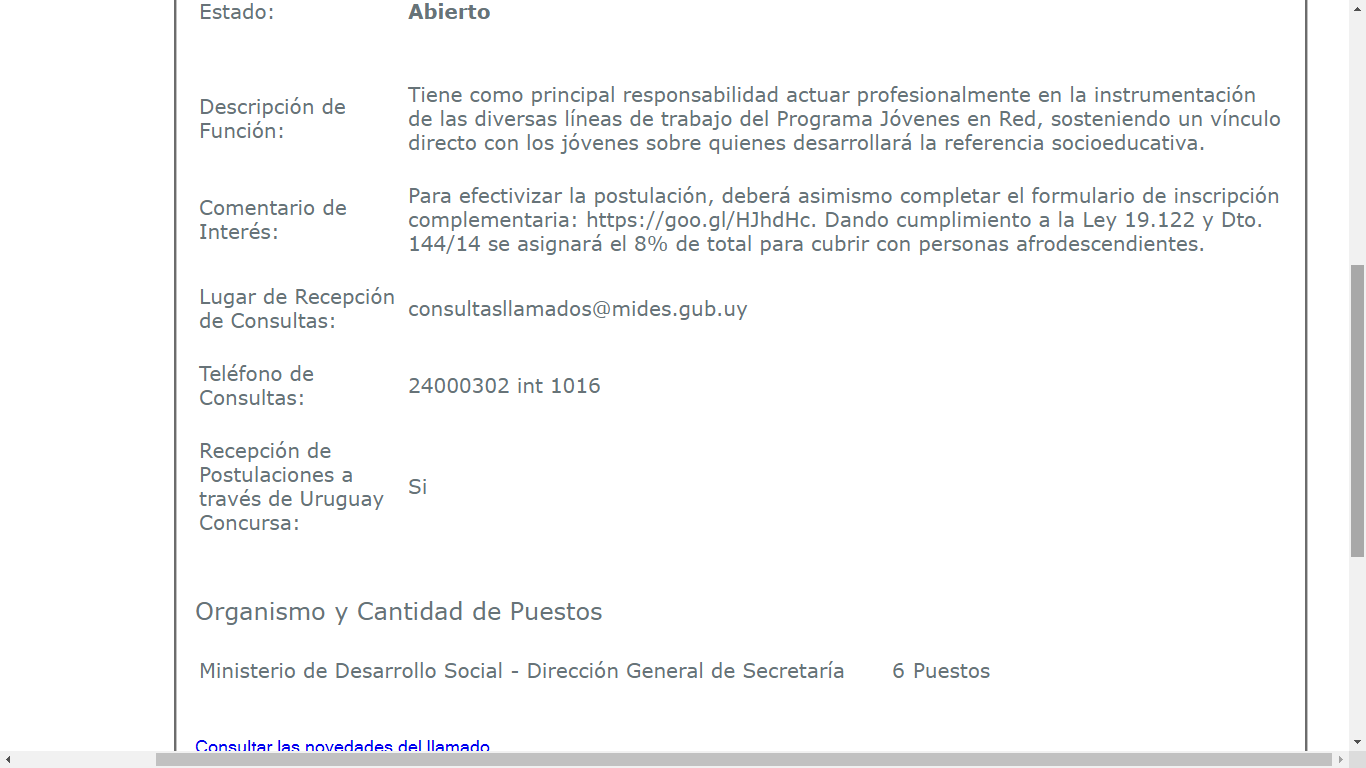 Estado: Abierto
Descripción de
Función:
Tiene como principal responsabilidad actuar profesionalmente en la instrumentación
de las diversas líneas de trabajo del Programa Jóvenes en Red, sosteniendo un vínculo
directo con los jóvenes sobre quienes desarrollará la referencia socioeducativa.
Comentario de
Interés:
Para efectivizar la postulación, deberá asimismo completar el formulario de inscripción
complementaria: https://goo.gl/HJhdHc. Dando cumplimiento a la Ley 19.122 y Dto.
144/14 se asignará el 8% de total para cubrir con personas afrodescendientes.
Lugar de Recepción
de Consultas:
consultasllamados@mides.gub.uy
Teléfono de
Consultas:
24000302 int 1016
Recepción de
Postulaciones a
través de Uruguay
Concursa:
Si
Organismo y Cantidad de Puestos
Ministerio de Desarrollo Social - Dirección General de Secretaría 6 Puestos
Consultar las novedades del llamado